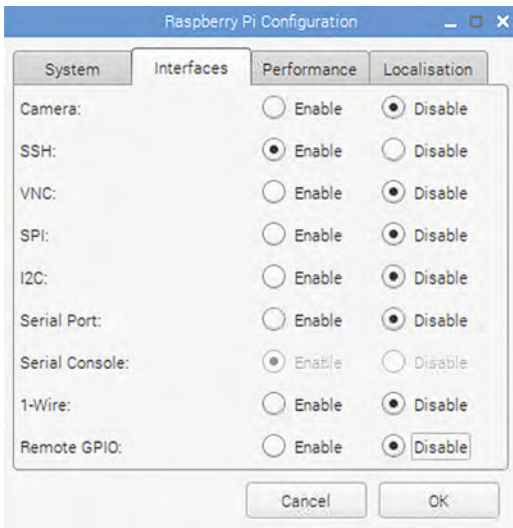 Raspberry Pi Configuration
System Interfaces Performance Localisation
Camera: Enable Disable
SSH: Enable Disable
VNC: Enable Disable
SPI: Enable Disable
I2C: Enable Disable
Serial Port: Enable Disable
Serial Console: Enable Disable
1-Wire: Enable Disable
Remote GPIO: Enable Disable
Cancel OK